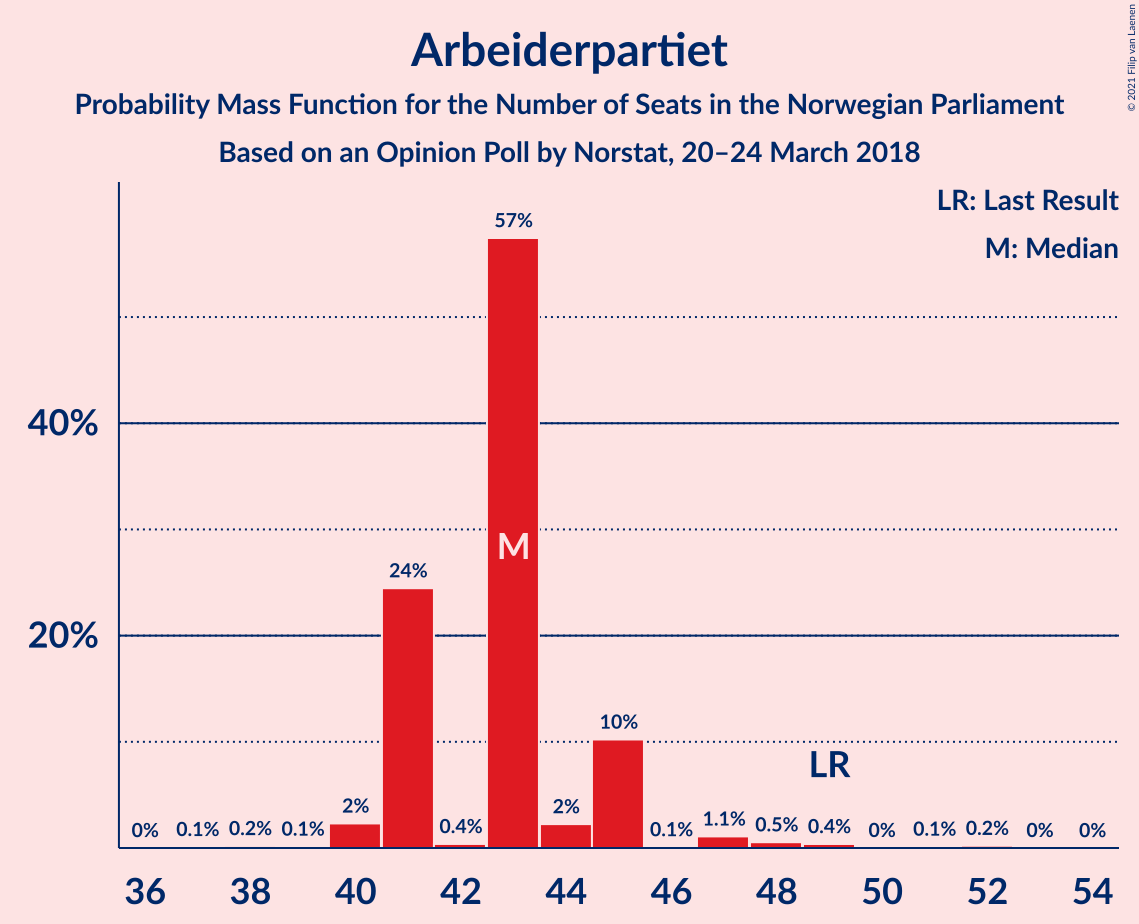 Arbeiderpartiet
Probability Mass Function for the Number of Seats in the Norwegian Parliament
Based on an Opinion Poll by Norstat, 20–24 March 2018
© 2021 Filip van Laenen
LR: Last Result
M: Median
57%
40%
M
24%
20%
10%
LR
2%
2%
0%
0.1%
0.2%
0.1%
0.4%
0.1%
1.1%
0.5%
0.4%
0%
0.1%
0.2%
0%
0%
36 38 40 42 44 46 48 50 52 54